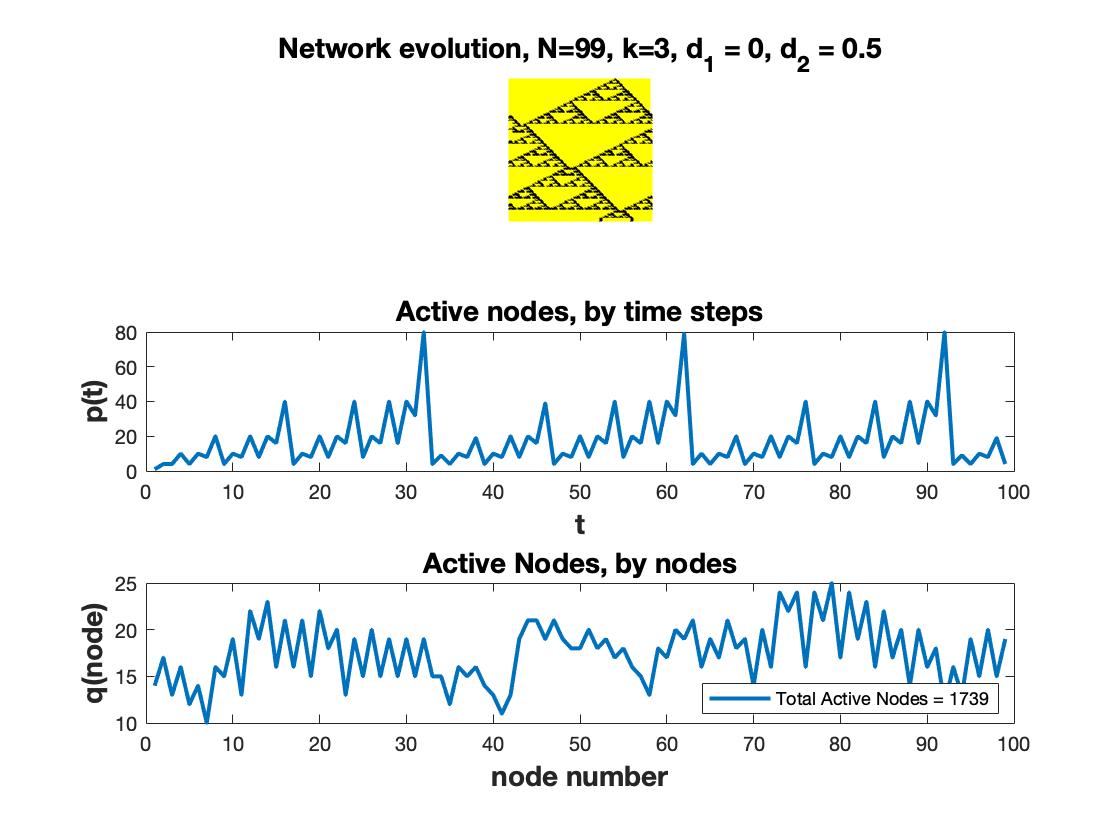 Network evolution, N=99, k=3, d1 = 0, d2 = 0.5
Active nodes, by time steps
80
60
40
20
0
p(t)
0 10 20 30 40 50 60 70 80 90 100
t
Active Nodes, by nodes
25
20
15
10
q(node)
Total Active Nodes = 1739
0 10 20 30 40 50 60 70 80 90 100
node number